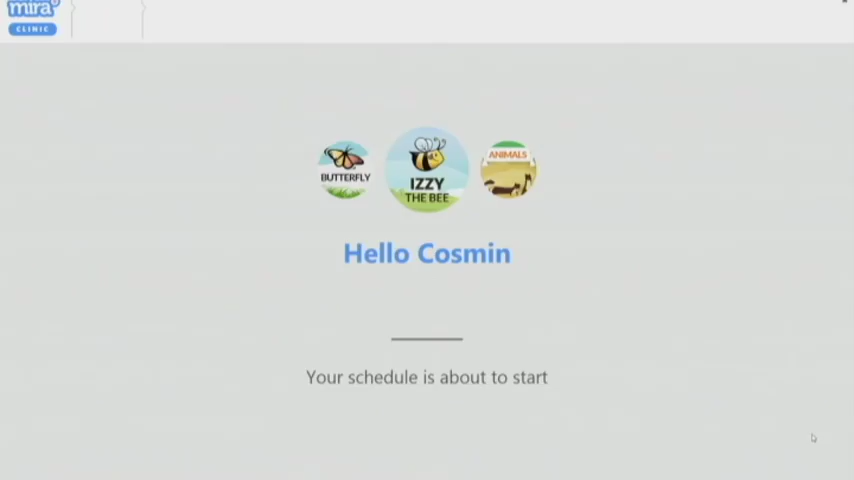 mira
CLINIC
BUTTERFLY
IZZY
THE BEE
ANIMALS
Hello Cosmin
Your schedule is about to start